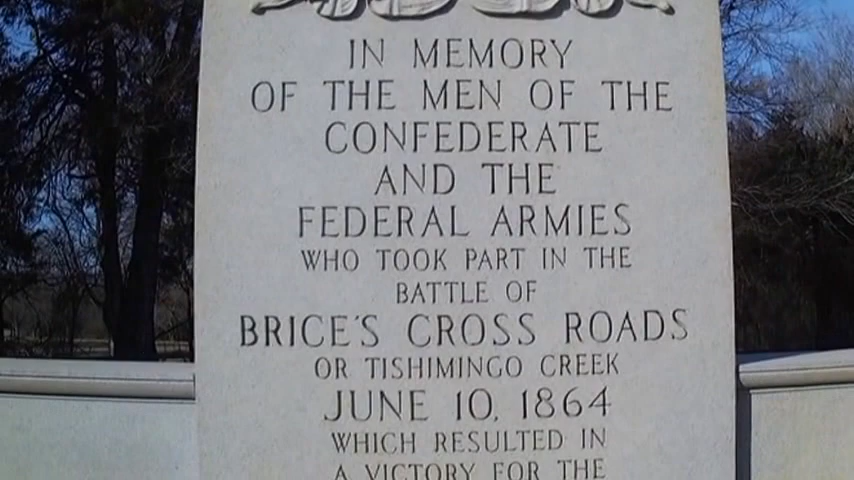 IN MEMORY
OF THE MEN OF THE
CONFEDERATE
AND THE
FEDERAL ARMIES
WHO TOOK PART IN THE
BATTLE OF
BRICE'S CROSS ROADS
OR TISHIMINGO CREEK
JUNE 10, 1864
WHICH RESULTED IN
A VICTORY FOR THE